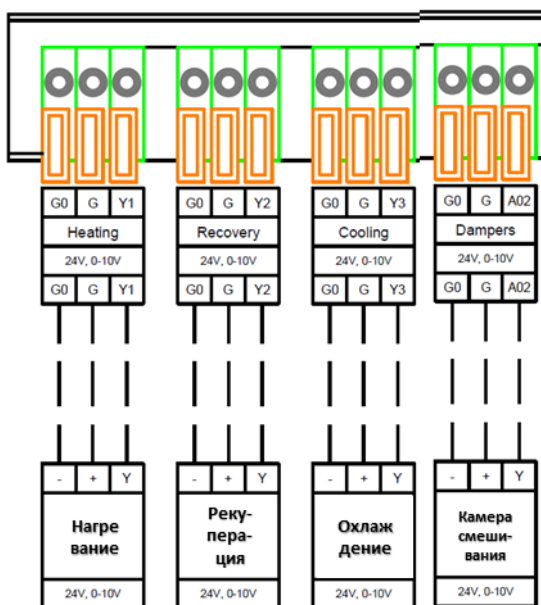 G0 G Y1 G0 G Y2 G0 G Y3 G0 G A02
Heating Recovery Cooling Dampers
24V, 0-10V 24V, 0-10V 24V, 0-10V 24V, 0-10V
G0 G Y1 G0 G Y2 G0 G Y3 G0 G A02
- + Y - + Y - + Y - + Y
Нагре
вание
Реку-
пера-
ция
Охлаж
дение
Камера
смеши-
вания
24V, 0-10V 24V, 0-10V 24V, 0-10V 24V, 0-10V